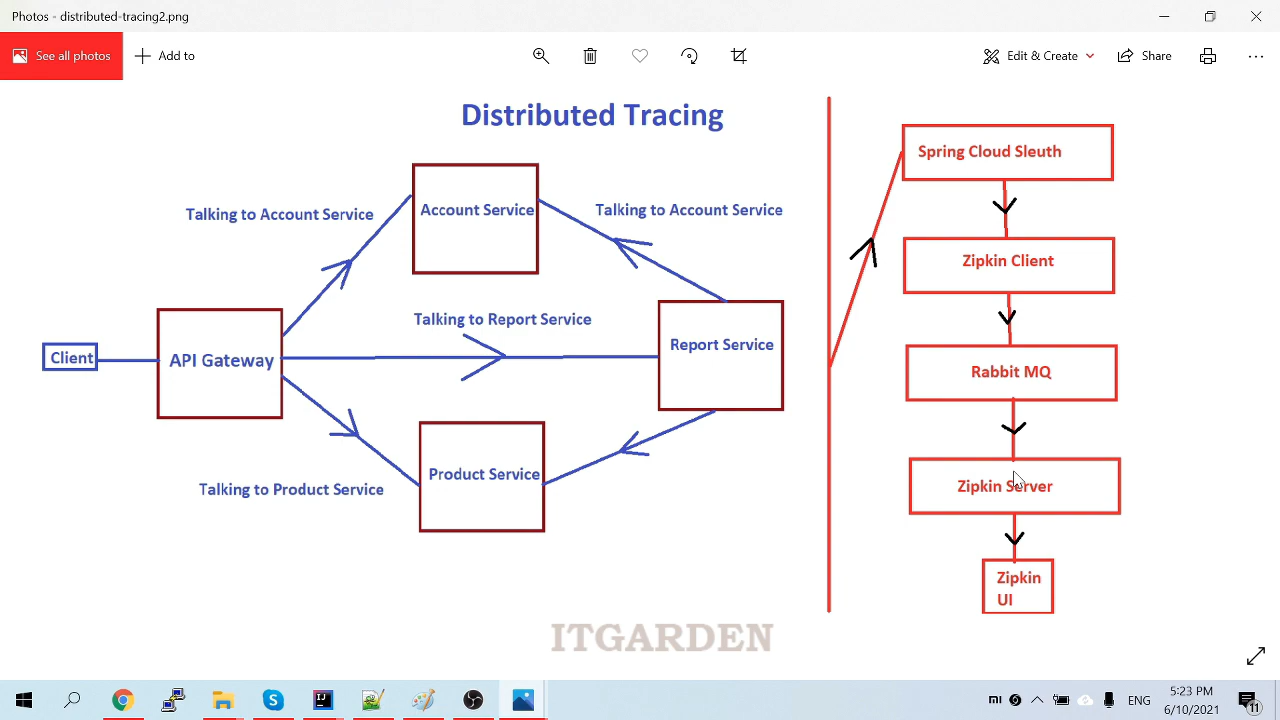 Photos - distributed-tracing2.png
See all photos
Add to
Edit & Create
Share
Distributed Tracing
Talking to Account Service
Account Service
Talking to Account Service
Talking to Report Service
Client
API Gateway
Report Service
Product Service
Talking to Product Service
Spring Cloud Sleuth
Zipkin Client
Rabbit MQ
Zipkin Server
Zipkin
UI
ITGARDEN
ENG
5:23 PM
6/10/2021
11